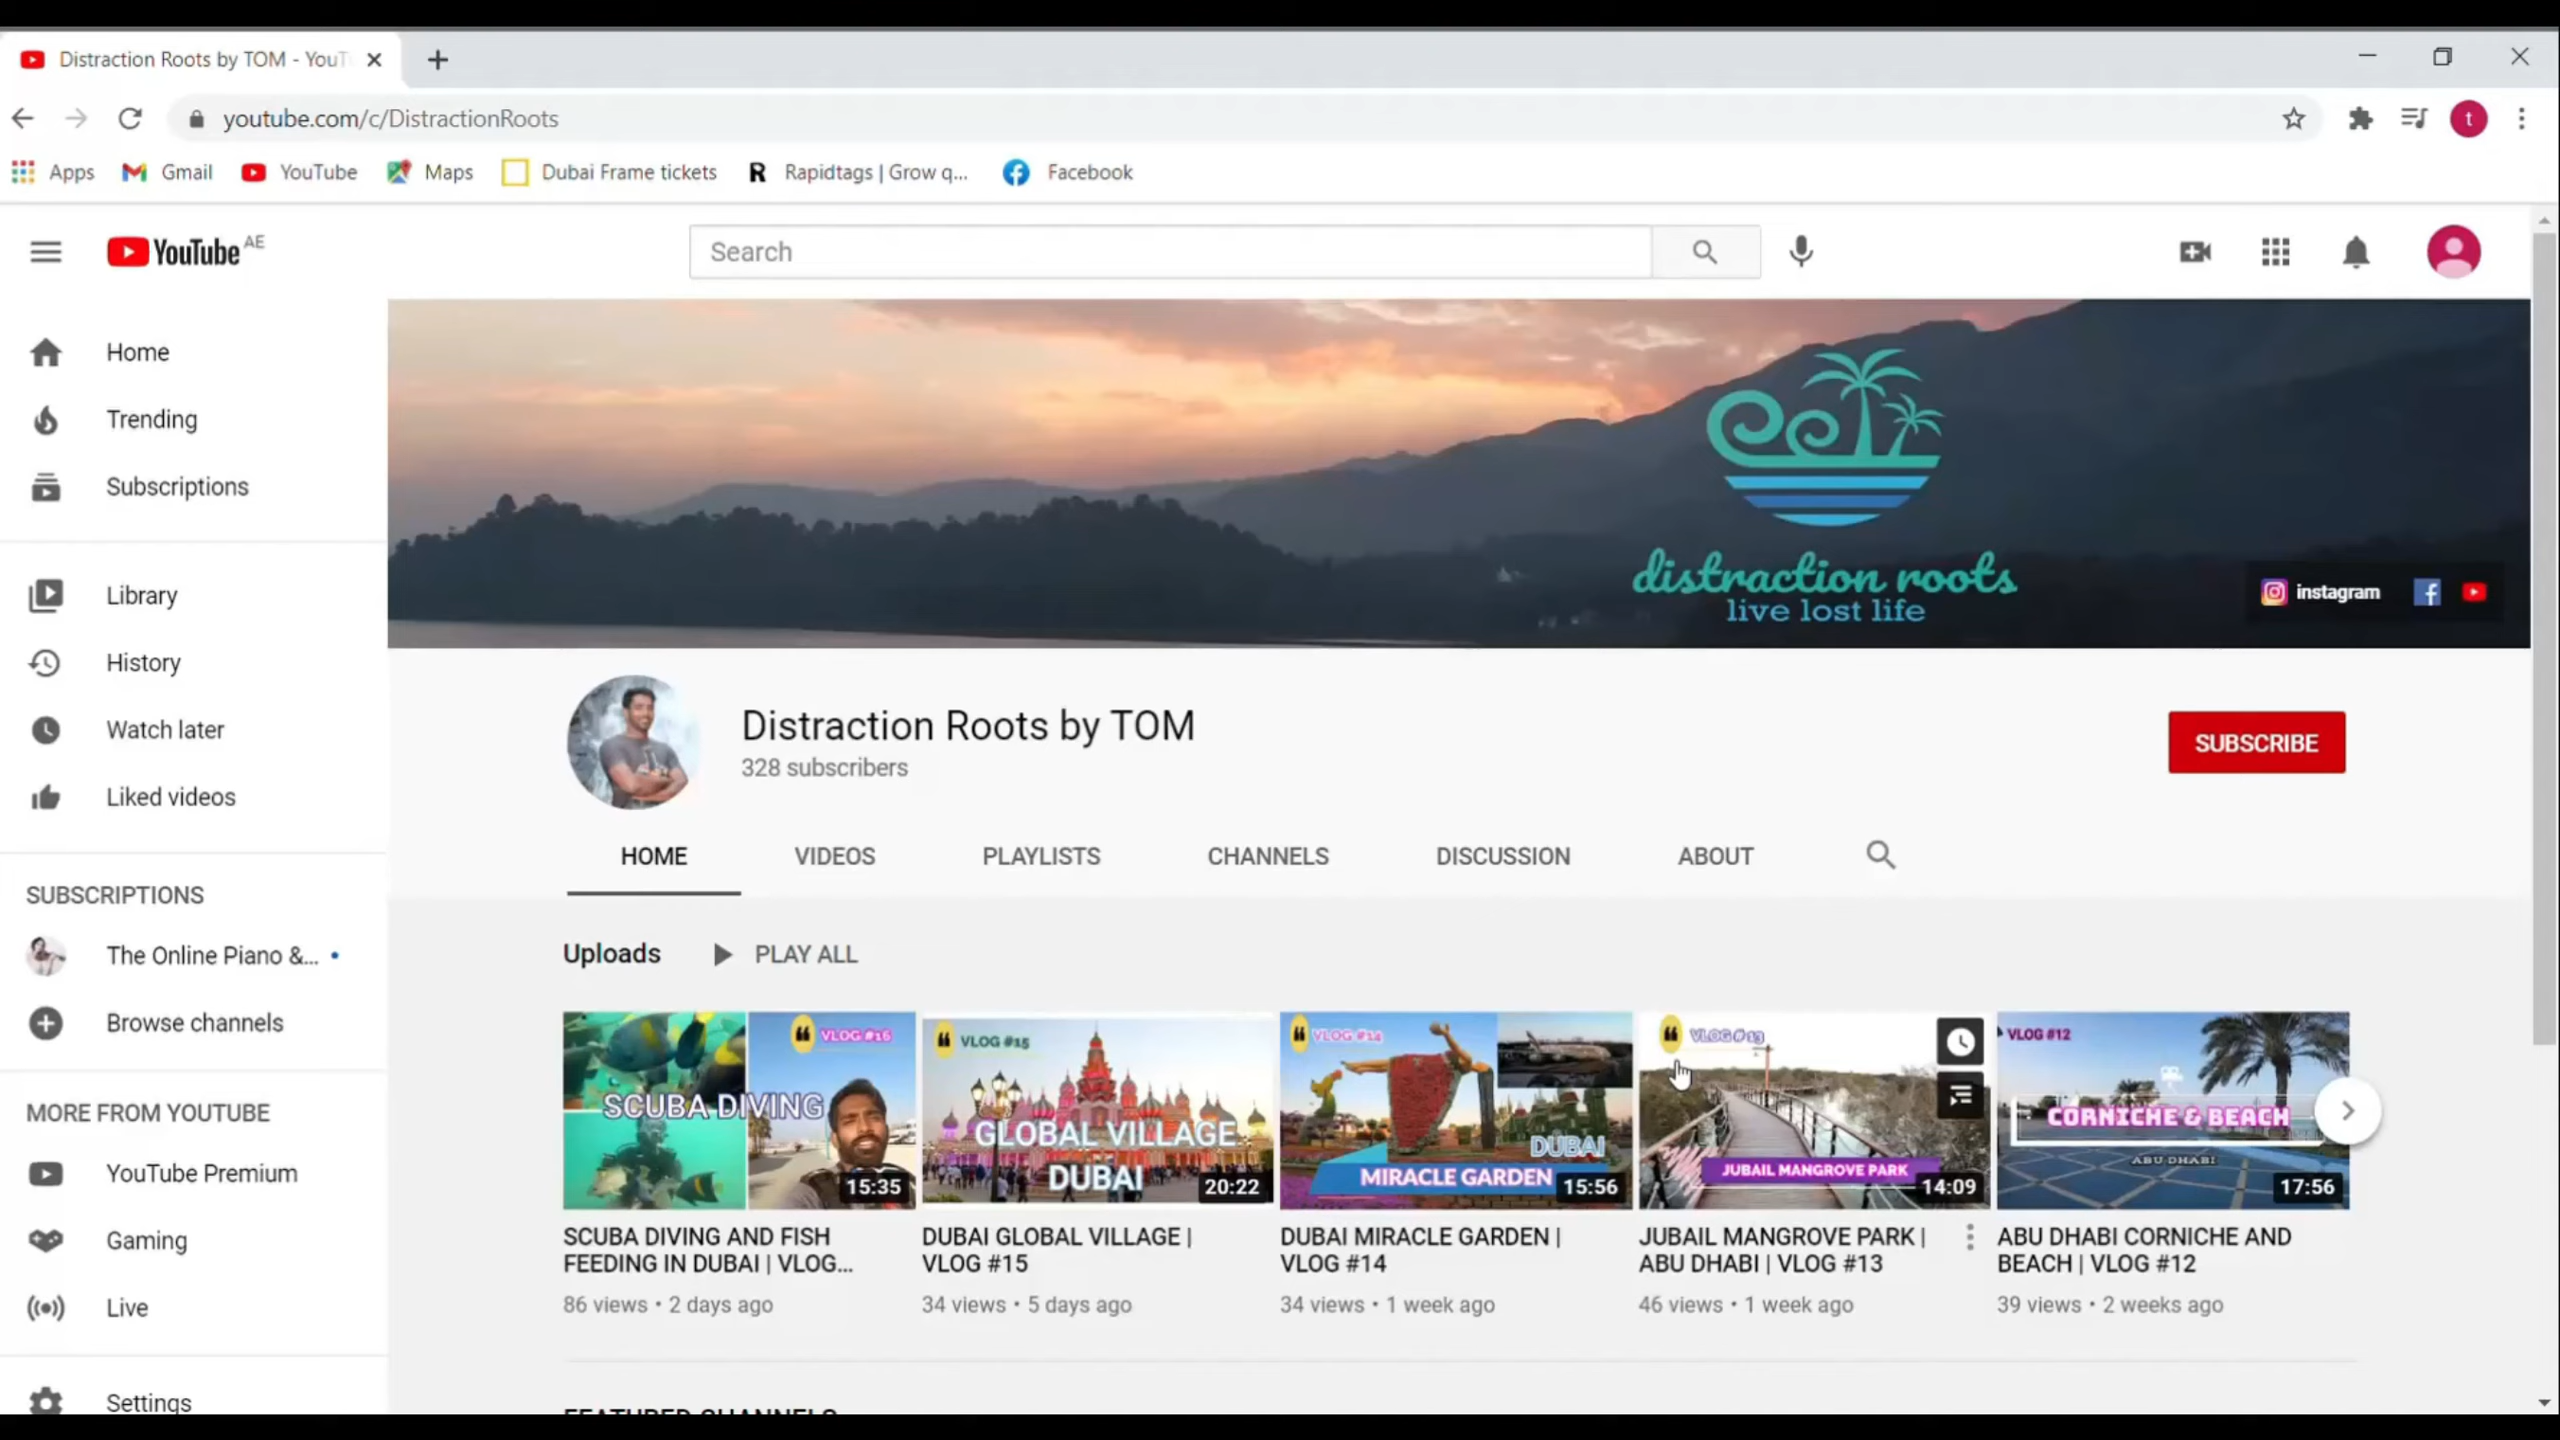 Distraction Roots by TOM - YouT
youtube.com/c/DistractionRoots
t
Apps
Gmail
YouTube
Maps
Dubai Frame tickets
R
Rapidtags | Grow q...
Facebook
YouTube AE
Search
Home
Trending
Subscriptions
Library
History
Watch later
Liked videos
SUBSCRIPTIONS
The Online Piano &...
Browse channels
MORE FROM YOUTUBE
YouTube Premium
Gaming
Live
Settings
distraction roots
live lost life
instagram
Distraction Roots by TOM
328 subscribers
SUBSCRIBE
HOME
VIDEOS
PLAYLISTS
CHANNELS
DISCUSSION
ABOUT
Uploads
PLAY ALL
VLOG #16
SCUBA DIVING
15:35
SCUBA DIVING AND FISH
FEEDING IN DUBAI | VLOG...
86 views • 2 days ago
VLOG #15
GLOBAL VILLAGE
DUBAI
20:22
DUBAI GLOBAL VILLAGE |
VLOG #15
34 views • 5 days ago
VLOG #14
DUBAI
MIRACLE GARDEN
15:56
DUBAI MIRACLE GARDEN |
VLOG #14
34 views • 1 week ago
VLOG #13
JUBAIL MANGROVE PARK
14:09
JUBAIL MANGROVE PARK |
ABU DHABI | VLOG #13
46 views • 1 week ago
VLOG #12
CORNICHE & BEACH
ABU DHABI
17:56
ABU DHABI CORNICHE AND
BEACH | VLOG #12
39 views • 2 weeks ago
FEATURED CHANNELS